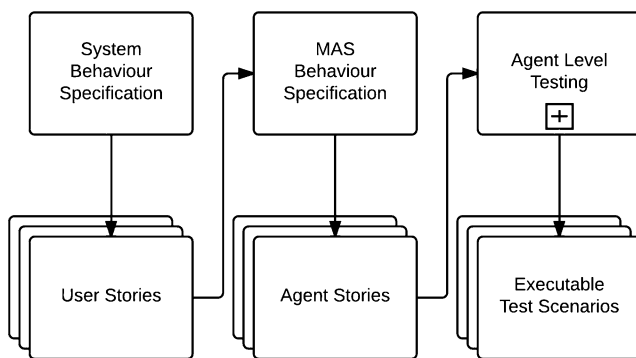 System
Behaviour
Specification
MAS
Behaviour
Specification
Agent Level
Testing
User Stories
Agent Stories
Executable
Test Scenarios